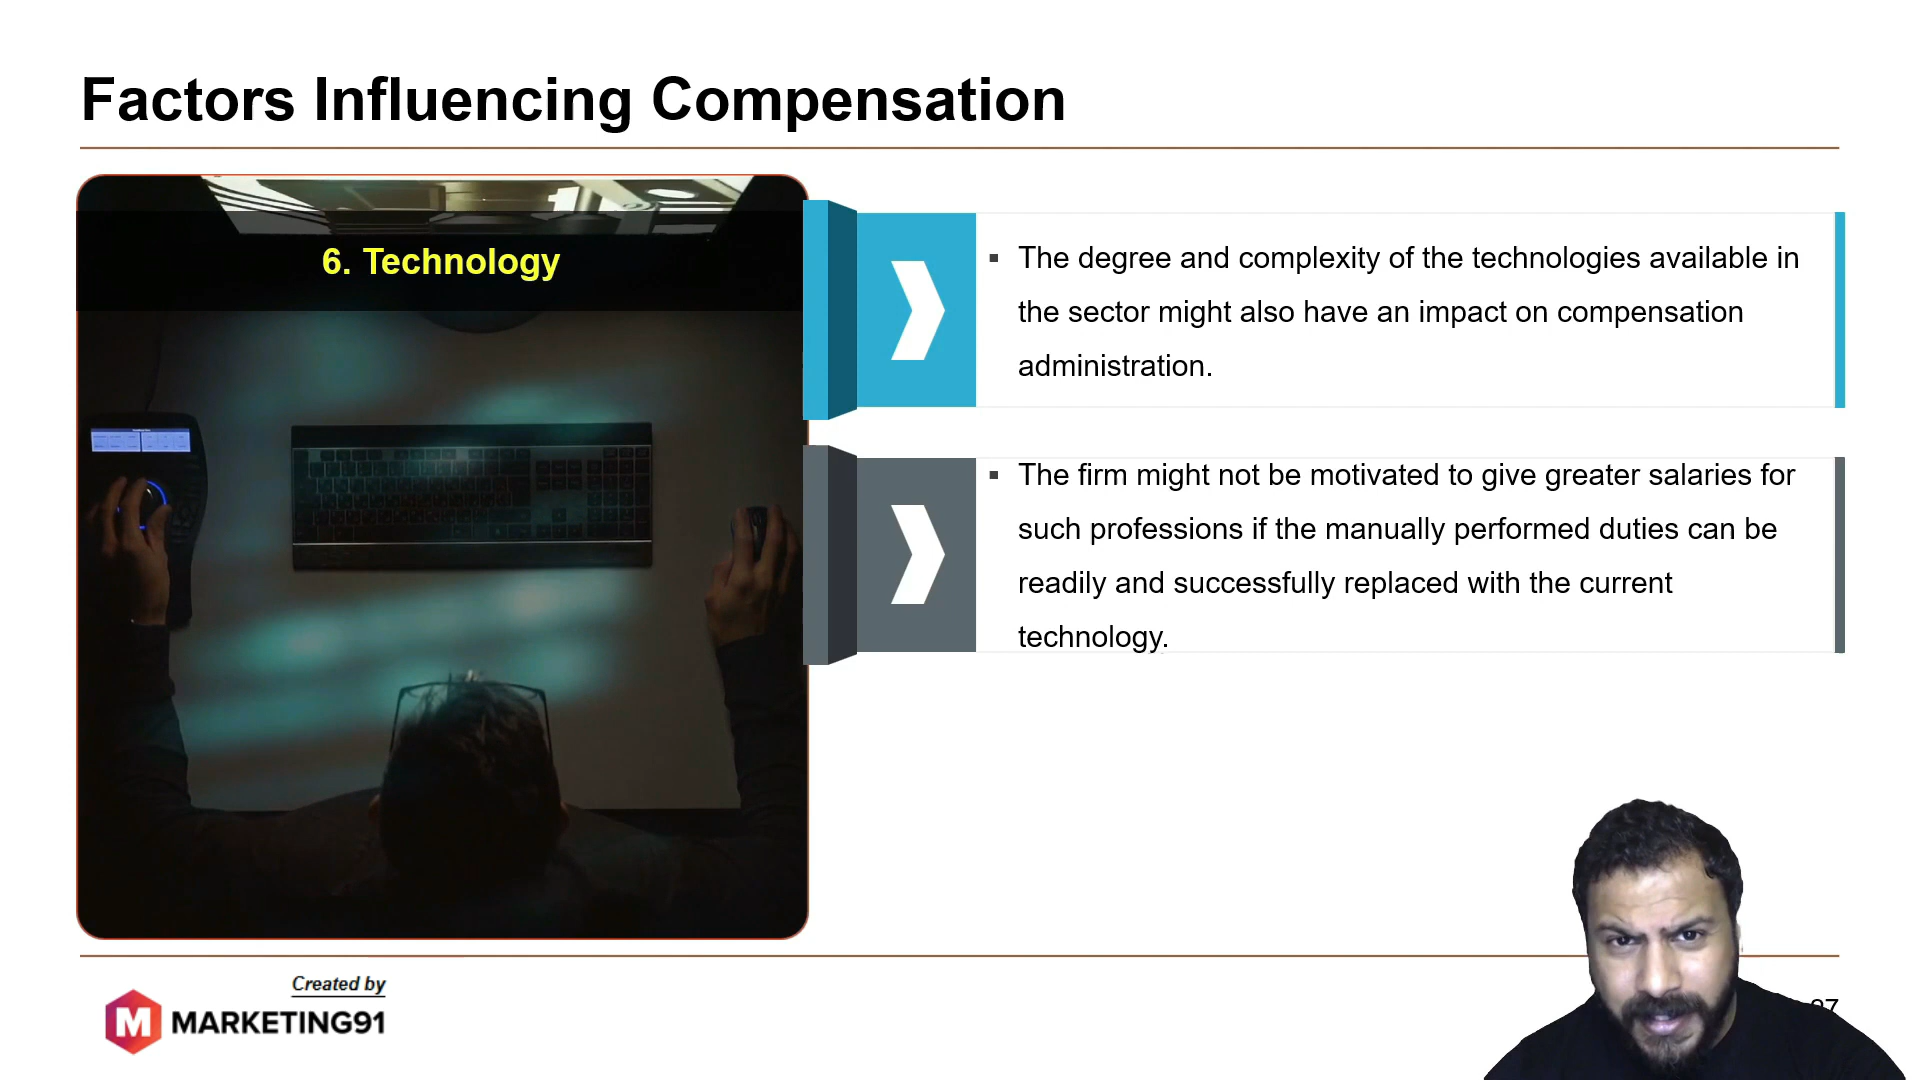 Factors Influencing Compensation
6. Technology
▪ The degree and complexity of the technologies available in
the sector might also have an impact on compensation
administration.
▪ The firm might not be motivated to give greater salaries for
such professions if the manually performed duties can be
readily and successfully replaced with the current
technology.
Created by
M MARKETING91